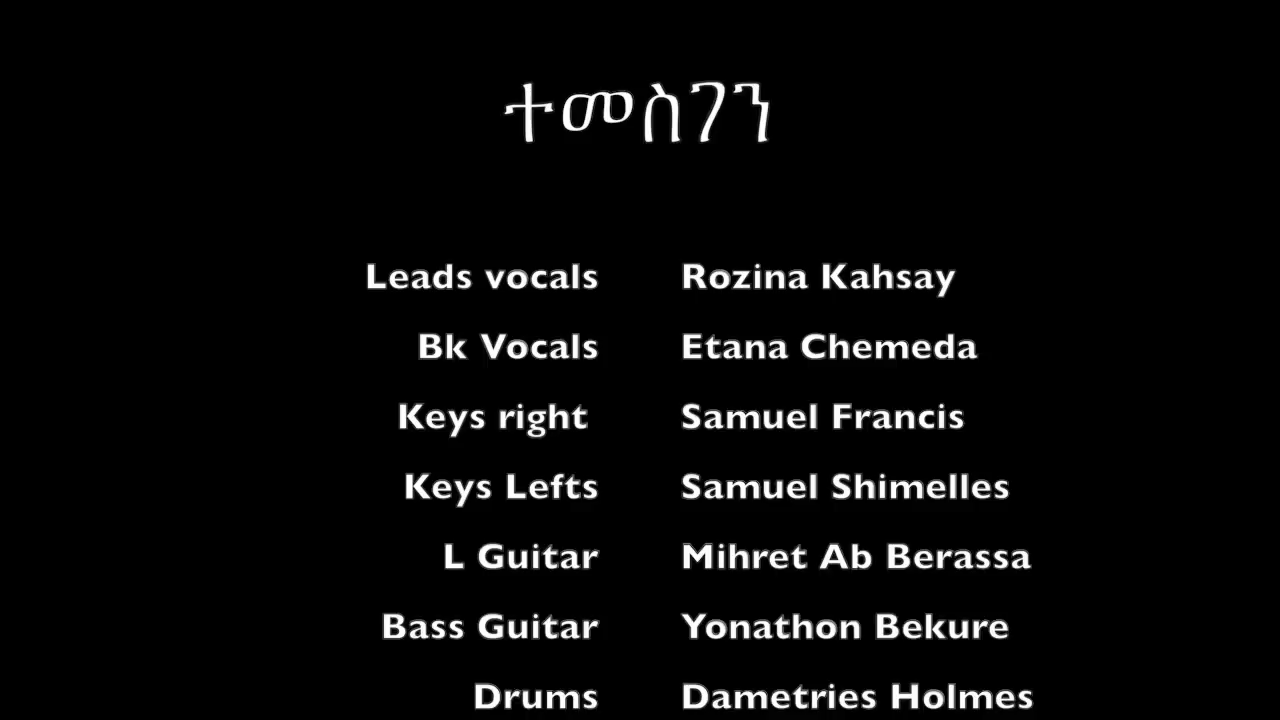 ተመስገን
Leads vocals Rozina Kahsay
Bk Vocals Etana Chemeda
Keys right Samuel Francis
Keys Lefts Samuel Shimelles
L Guitar Mihret Ab Berassa
Bass Guitar Yonathon Bekure
Drums Dametries Holmes